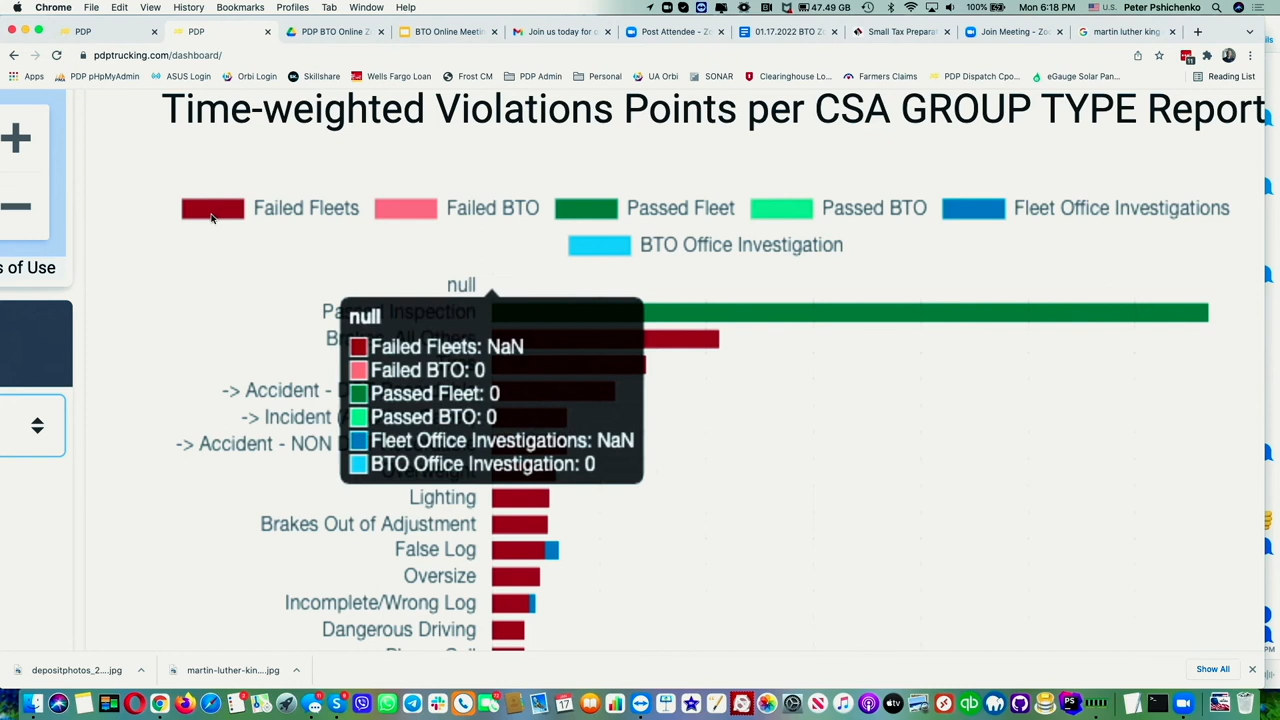 Chrome File Edit View History Bookmarks Profiles Tab Window Help 47.49 GB 100% U.S. Mon 6:18 PM Peter Pshichenko
PDP PDP PDP BTO Online Z BTO Online Meetin Join us today for o Post Attendee - Zo 01.17.2022 BTO Z Small Tax Prepara Join Meeting - Zo martin luther king
pdptrucking.com/dashboard/
Apps PDP pHpMyAdmin ASUS Login Orbi Login Skillshare Wells Fargo Loan Frost CM PDP Admin Personal UA Orbi SONAR Clearinghouse Lo... Farmers Claims PDP Dispatch Cpo... eGauge Solar Pan... Reading List
Time-weighted Violations Points per CSA GROUP TYPE Report
Failed Fleets Failed BTO Passed Fleet Passed BTO Fleet Office Investigations
BTO Office Investigation
s of Use
null
Passed Inspection
Brakes, All Others
-> Accident - D
-> Incident (A
-> Accident - NON D
Overweight
Lighting
Brakes Out of Adjustment
False Log
Oversize
Incomplete/Wrong Log
Dangerous Driving
null
Failed Fleets: NaN
Failed BTO: 0
Passed Fleet: 0
Passed BTO: 0
Fleet Office Investigations: NaN
BTO Office Investigation: 0
depositphotos_2....jpg martin-luther-kin....jpg Show All